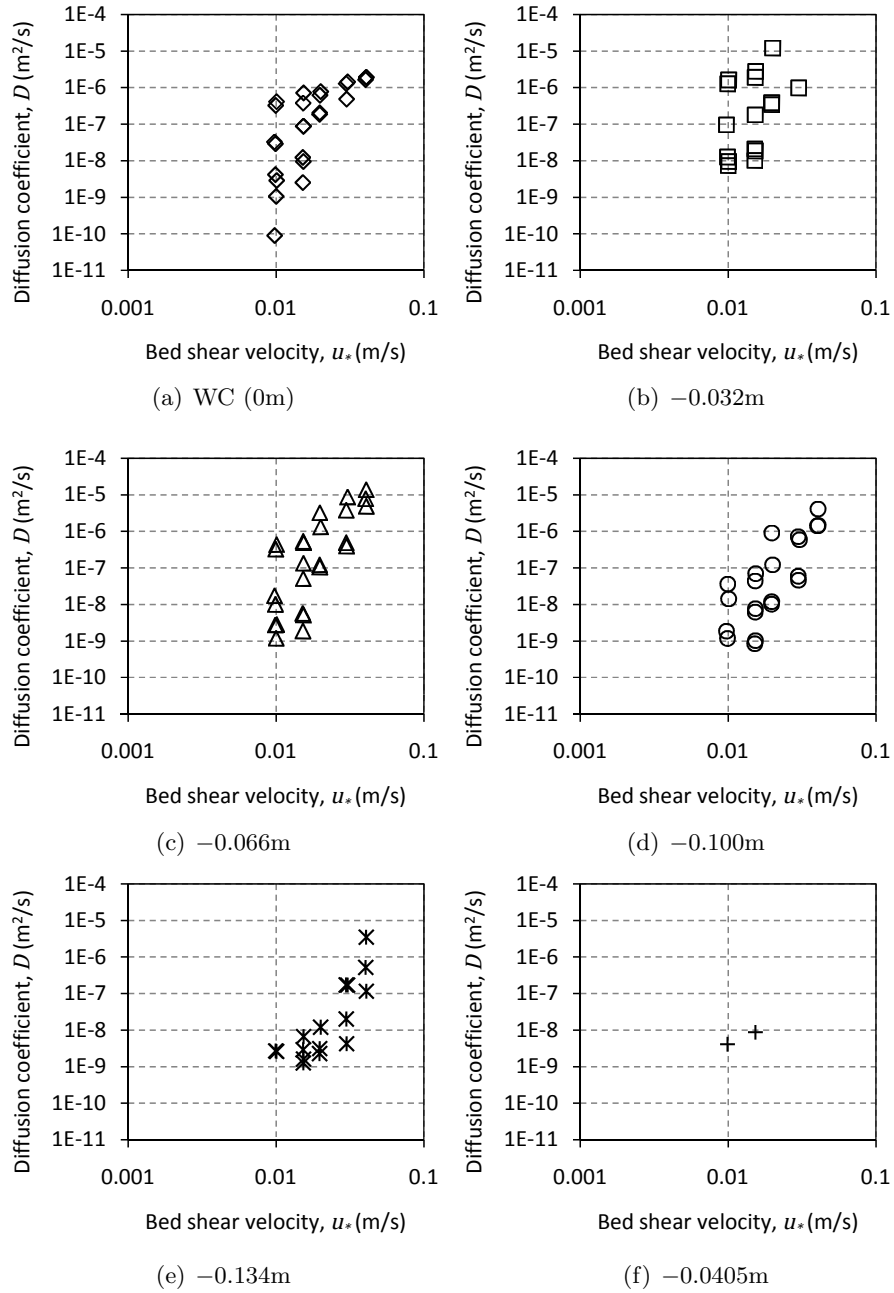 1E-4
1E-5
1E-6
1E-7
1E-8
1E-9
1E-10
1E-11
0.001 0.01 0.1
Diffusion coefficient, D (m²/s)
Bed shear velocity, u* (m/s)
(a) WC (0m)
1E-4
1E-5
1E-6
1E-7
1E-8
1E-9
1E-10
1E-11
0.001 0.01 0.1
Diffusion coefficient, D (m²/s)
Bed shear velocity, u* (m/s)
(b) −0.032m
1E-4
1E-5
1E-6
1E-7
1E-8
1E-9
1E-10
1E-11
0.001 0.01 0.1
Diffusion coefficient, D (m²/s)
Bed shear velocity, u* (m/s)
(c) −0.066m
1E-4
1E-5
1E-6
1E-7
1E-8
1E-9
1E-10
1E-11
0.001 0.01 0.1
Diffusion coefficient, D (m²/s)
Bed shear velocity, u* (m/s)
(d) −0.100m
1E-4
1E-5
1E-6
1E-7
1E-8
1E-9
1E-10
1E-11
0.001 0.01 0.1
Diffusion coefficient, D (m²/s)
Bed shear velocity, u* (m/s)
(e) −0.134m
1E-4
1E-5
1E-6
1E-7
1E-8
1E-9
1E-10
1E-11
0.001 0.01 0.1
Diffusion coefficient, D (m²/s)
Bed shear velocity, u* (m/s)
(f) −0.0405m